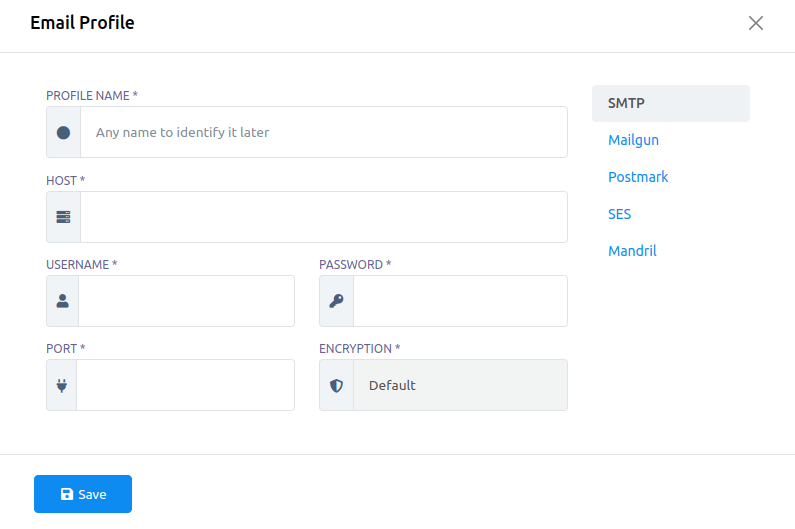 Email Profile
PROFILE NAME *
Any name to identify it later
HOST *
USERNAME *
PASSWORD *
PORT *
ENCRYPTION *
Default
SMTP
Mailgun
Postmark
SES
Mandril
Save